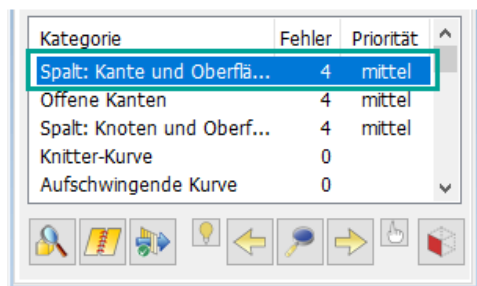 Kategorie Fehler Priorität
Spalt: Kante und Oberflä... 4 mittel
Offene Kanten 4 mittel
Spalt: Knoten und Oberf... 4 mittel
Knitter-Kurve 0
Aufschwingende Kurve 0